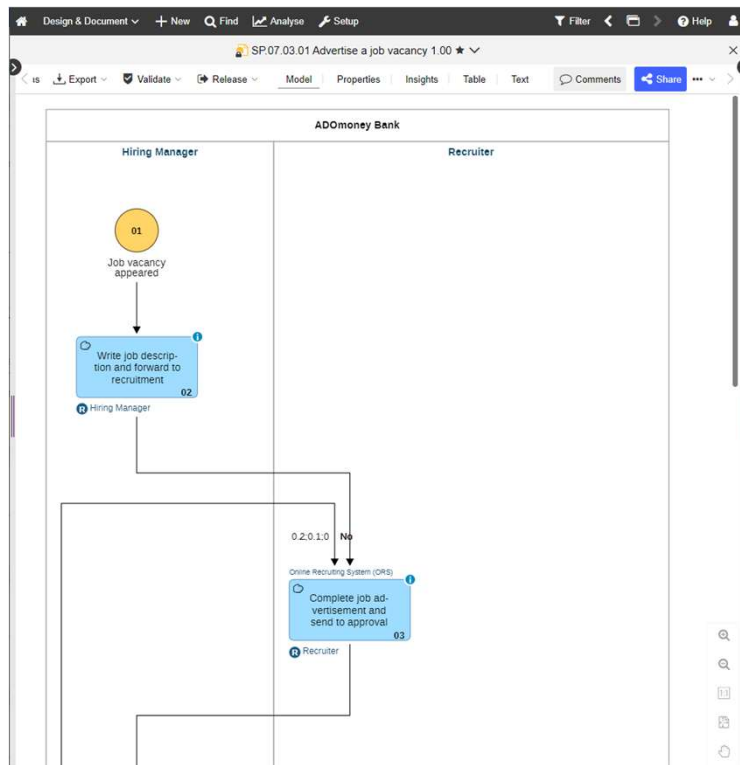 Design & Document
New
Find
Analyse
Setup
Filter
Help
SP.07.03.01 Advertise a job vacancy 1.00
is
Export
Validate
Release
Model
Properties
Insights
Table
Text
Comments
Share
ADOmoney Bank
Hiring Manager
Recruiter
01
Job vacancy
appeared
Write job descrip-
tion and forward to
recruitment
02
R Hiring Manager
0.2;0.1;0
No
Online Recruiting System (ORS)
Complete job ad-
vertisement and
send to approval
03
R Recruiter
1:1